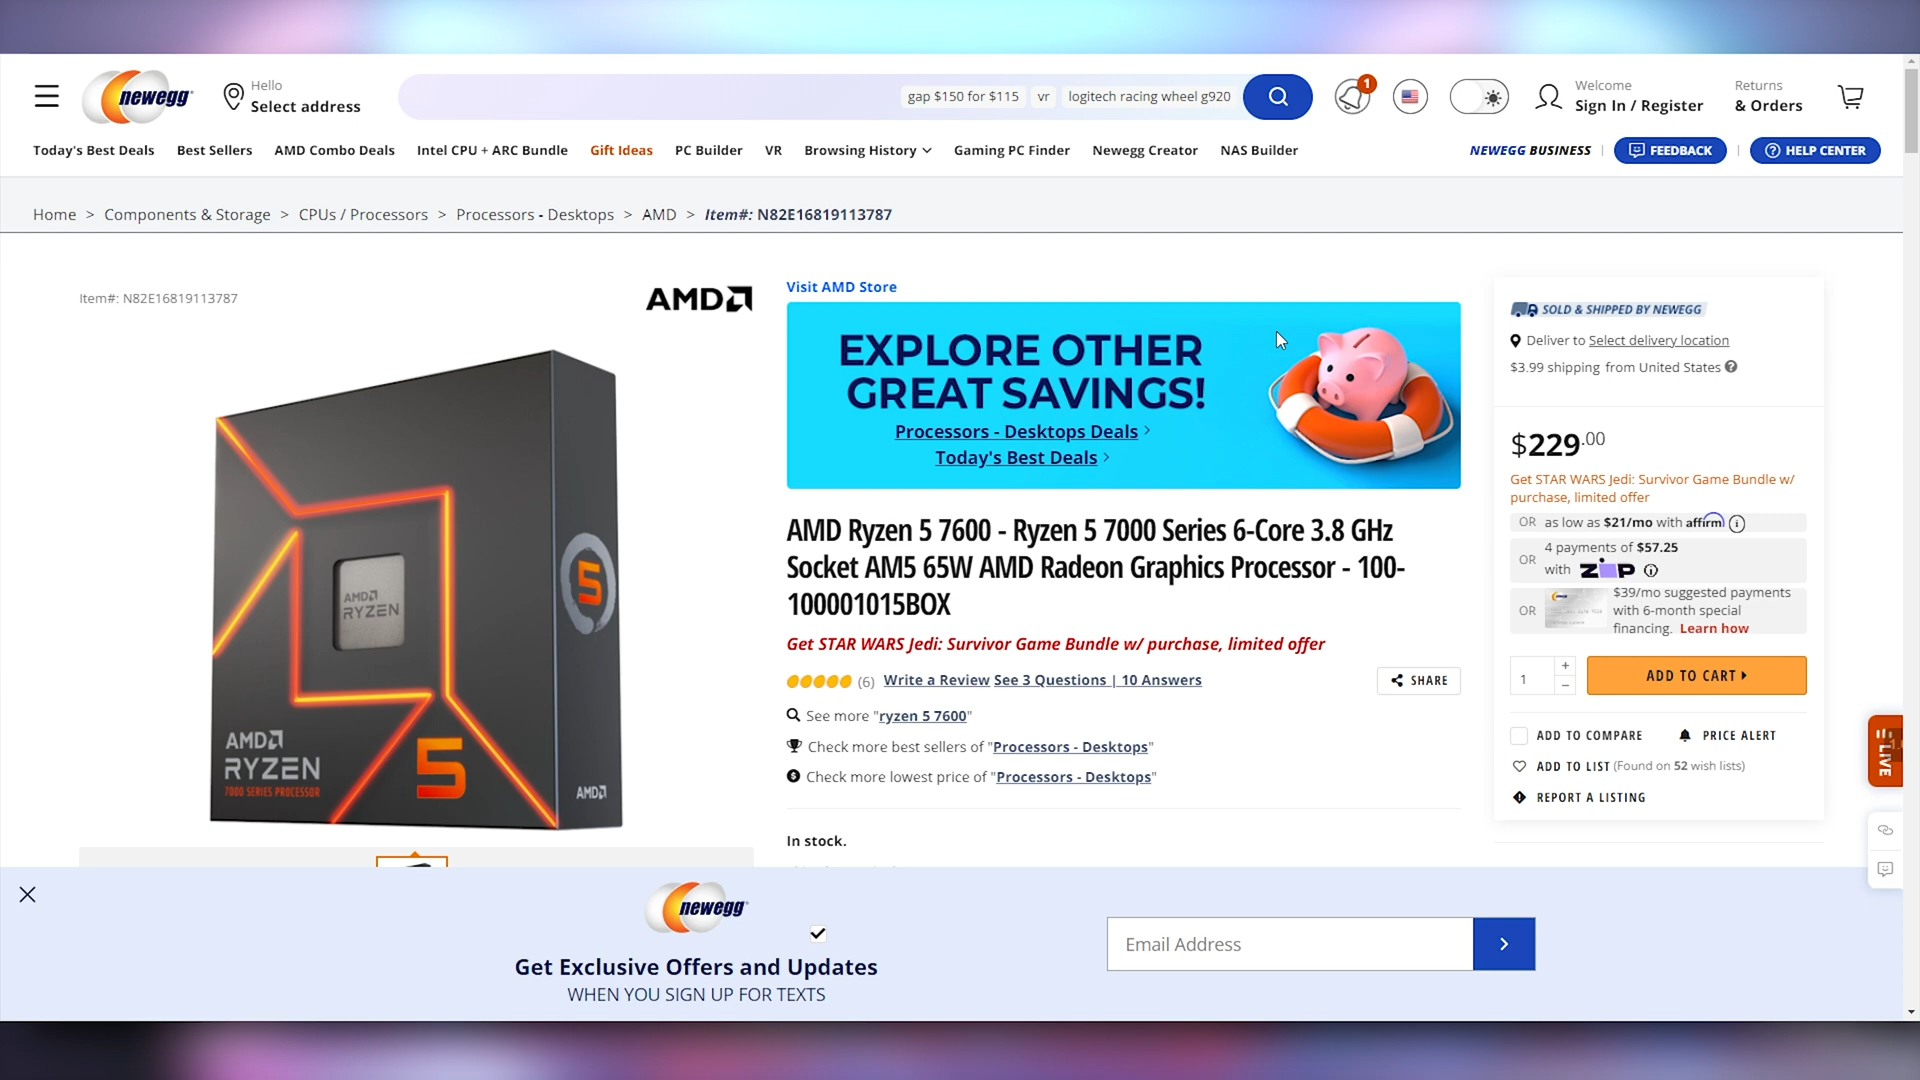 newegg
Hello
Select address
gap $150 for $115
vr
logitech racing wheel g920
1
Welcome
Sign In / Register
Returns
& Orders
Today's Best Deals
Best Sellers
AMD Combo Deals
Intel CPU + ARC Bundle
Gift Ideas
PC Builder
VR
Browsing History
Gaming PC Finder
Newegg Creator
NAS Builder
NEWEGG BUSINESS
FEEDBACK
HELP CENTER
Home > Components & Storage > CPUs / Processors > Processors - Desktops > AMD > Item#: N82E16819113787
Item#: N82E16819113787
AMD
AMD
RYZEN
5
AMD
RYZEN
7000 SERIES PROCESSOR
5
AMD
Visit AMD Store
EXPLORE OTHER
GREAT SAVINGS!
Processors - Desktops Deals
Today's Best Deals
AMD Ryzen 5 7600 - Ryzen 5 7000 Series 6-Core 3.8 GHz
Socket AM5 65W AMD Radeon Graphics Processor - 100-
100001015BOX
Get STAR WARS Jedi: Survivor Game Bundle w/ purchase, limited offer
(6) Write a Review See 3 Questions | 10 Answers
SHARE
See more "ryzen 5 7600"
Check more best sellers of "Processors - Desktops"
Check more lowest price of "Processors - Desktops"
In stock.
SOLD & SHIPPED BY NEWEGG
Deliver to Select delivery location
$3.99 shipping from United States
$229.00
Get STAR WARS Jedi: Survivor Game Bundle w/
purchase, limited offer
OR as low as $21/mo with affirm
OR 4 payments of $57.25
with ZIP
OR $39/mo suggested payments
with 6-month special
financing. Learn how
1
+
−
ADD TO CART
ADD TO COMPARE
PRICE ALERT
ADD TO LIST (Found on 52 wish lists)
REPORT A LISTING
LIVE
newegg
Get Exclusive Offers and Updates
WHEN YOU SIGN UP FOR TEXTS
Email Address